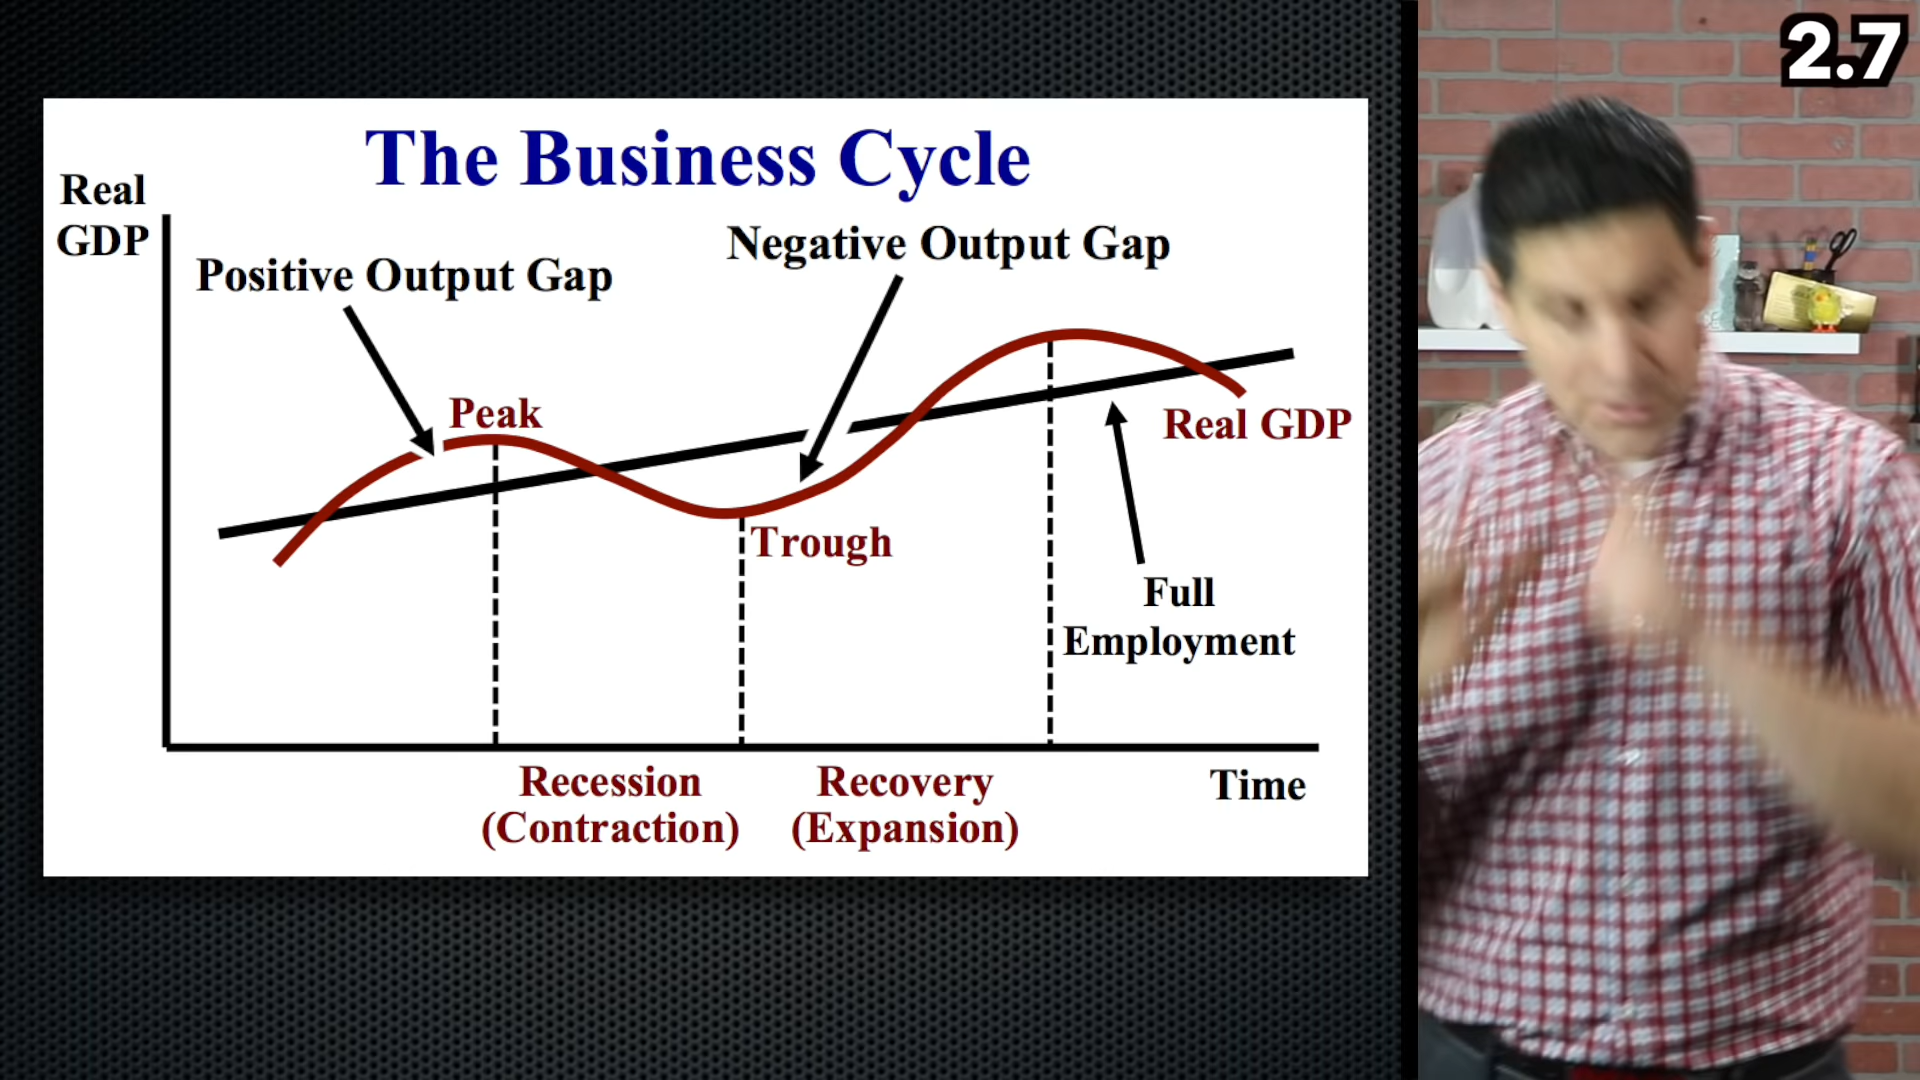 2.7
The Business Cycle
Real
GDP
Positive Output Gap
Negative Output Gap
Peak
Real GDP
Trough
Full
Employment
Recession
(Contraction)
Recovery
(Expansion)
Time